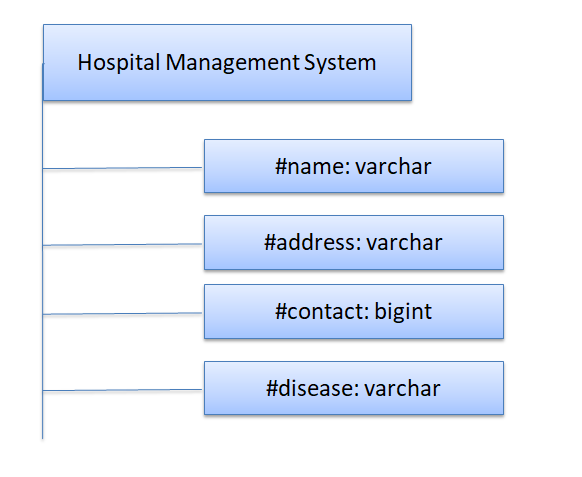 Hospital Management System
#name: varchar
#address: varchar
#contact: bigint
#disease: varchar